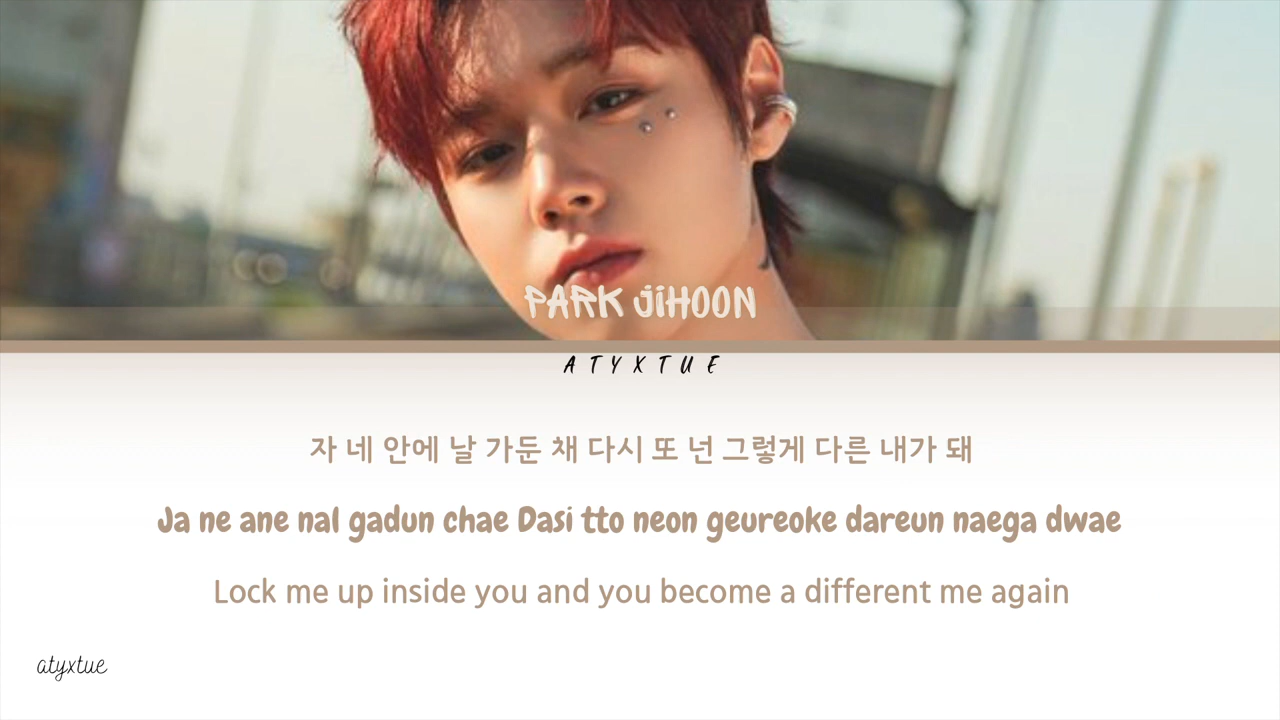 PARK JiHOON
ATYXTUE
자 네 안에 날 가둔 채 다시 또 넌 그렇게 다른 내가 돼
Ja ne ane nal gadun chae Dasi tto neon geureoke dareun naega dwae
Lock me up inside you and you become a different me again
atyxtue